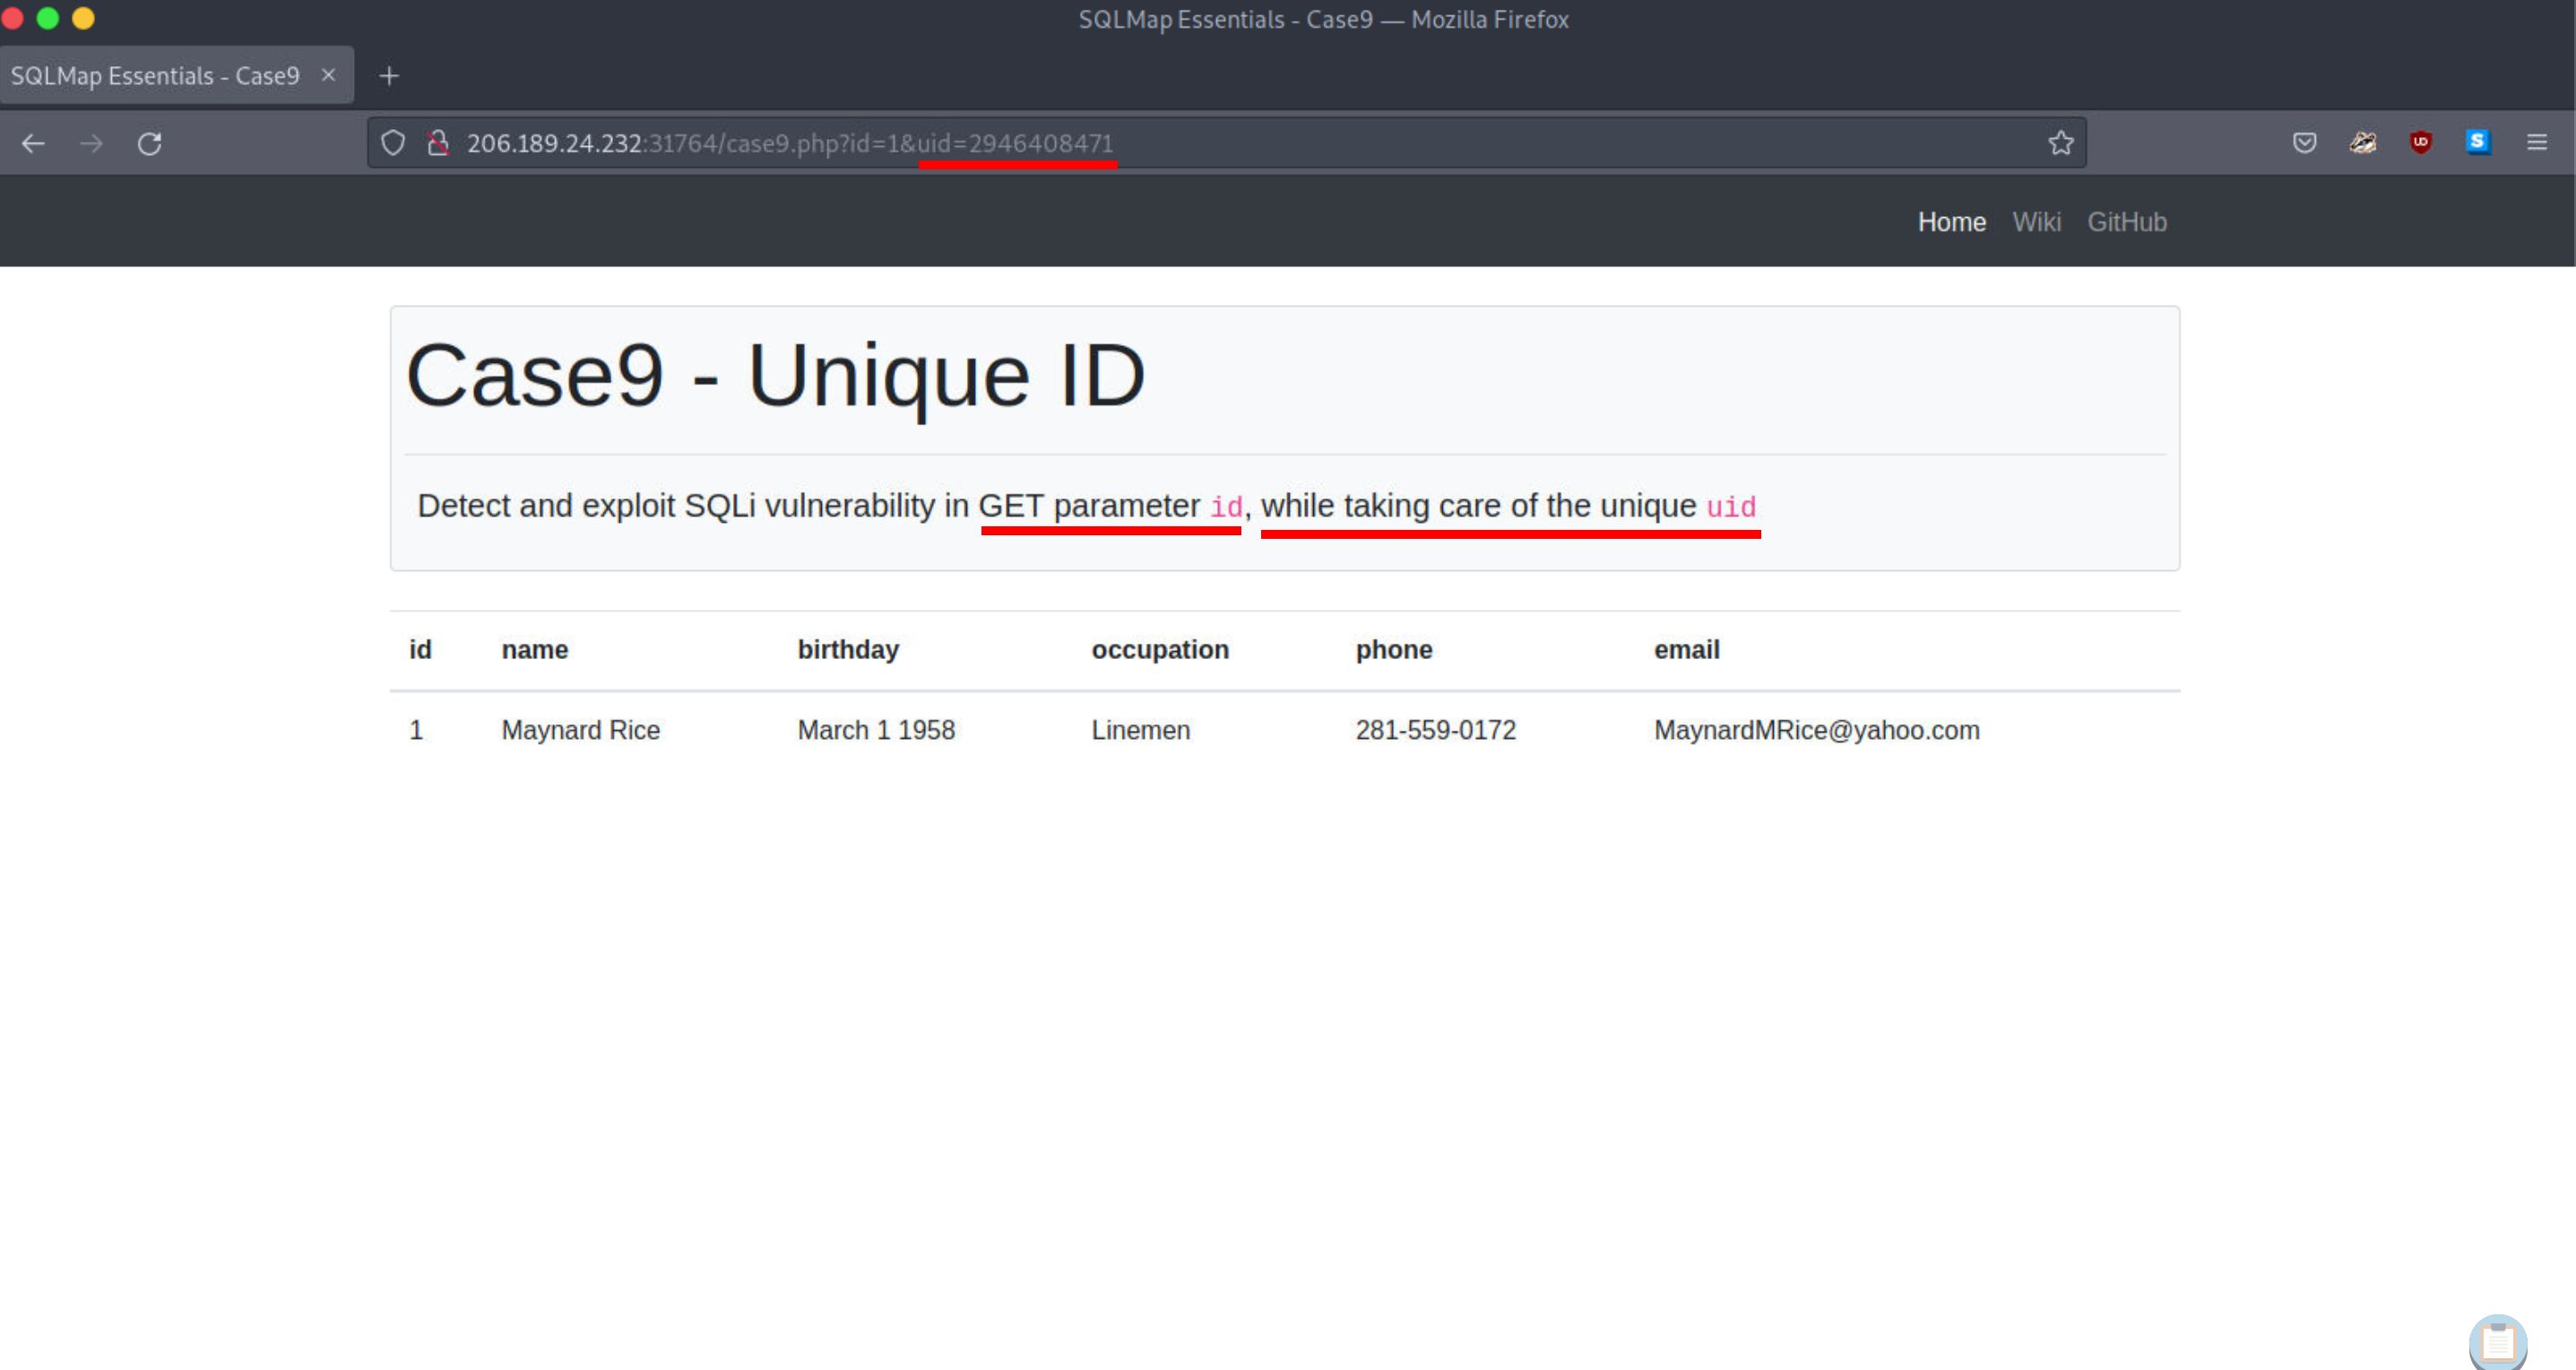 SQLMap Essentials - Case9 — Mozilla Firefox
SQLMap Essentials - Case9
206.189.24.232:31764/case9.php?id=1&uid=2946408471
Home Wiki GitHub
Case9 - Unique ID
Detect and exploit SQLi vulnerability in GET parameter id, while taking care of the unique uid
id name birthday occupation phone email
1 Maynard Rice March 1 1958 Linemen 281-559-0172 MaynardMRice@yahoo.com